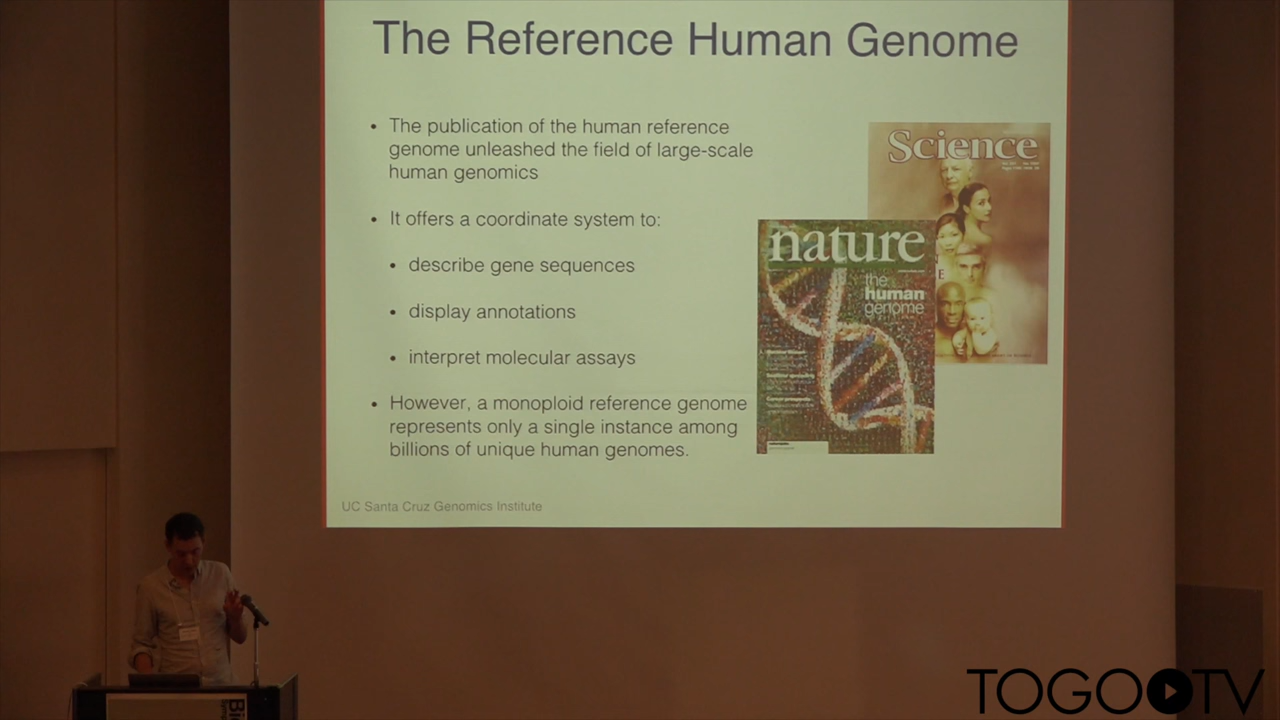 The Reference Human Genome
• The publication of the human reference
genome unleashed the field of large-scale
human genomics
• It offers a coordinate system to:
• describe gene sequences
• display annotations
• interpret molecular assays
• However, a monoploid reference genome
represents only a single instance among
billions of unique human genomes.
UC Santa Cruz Genomics Institute
Science
nature
the
human
genome
TOGOTV